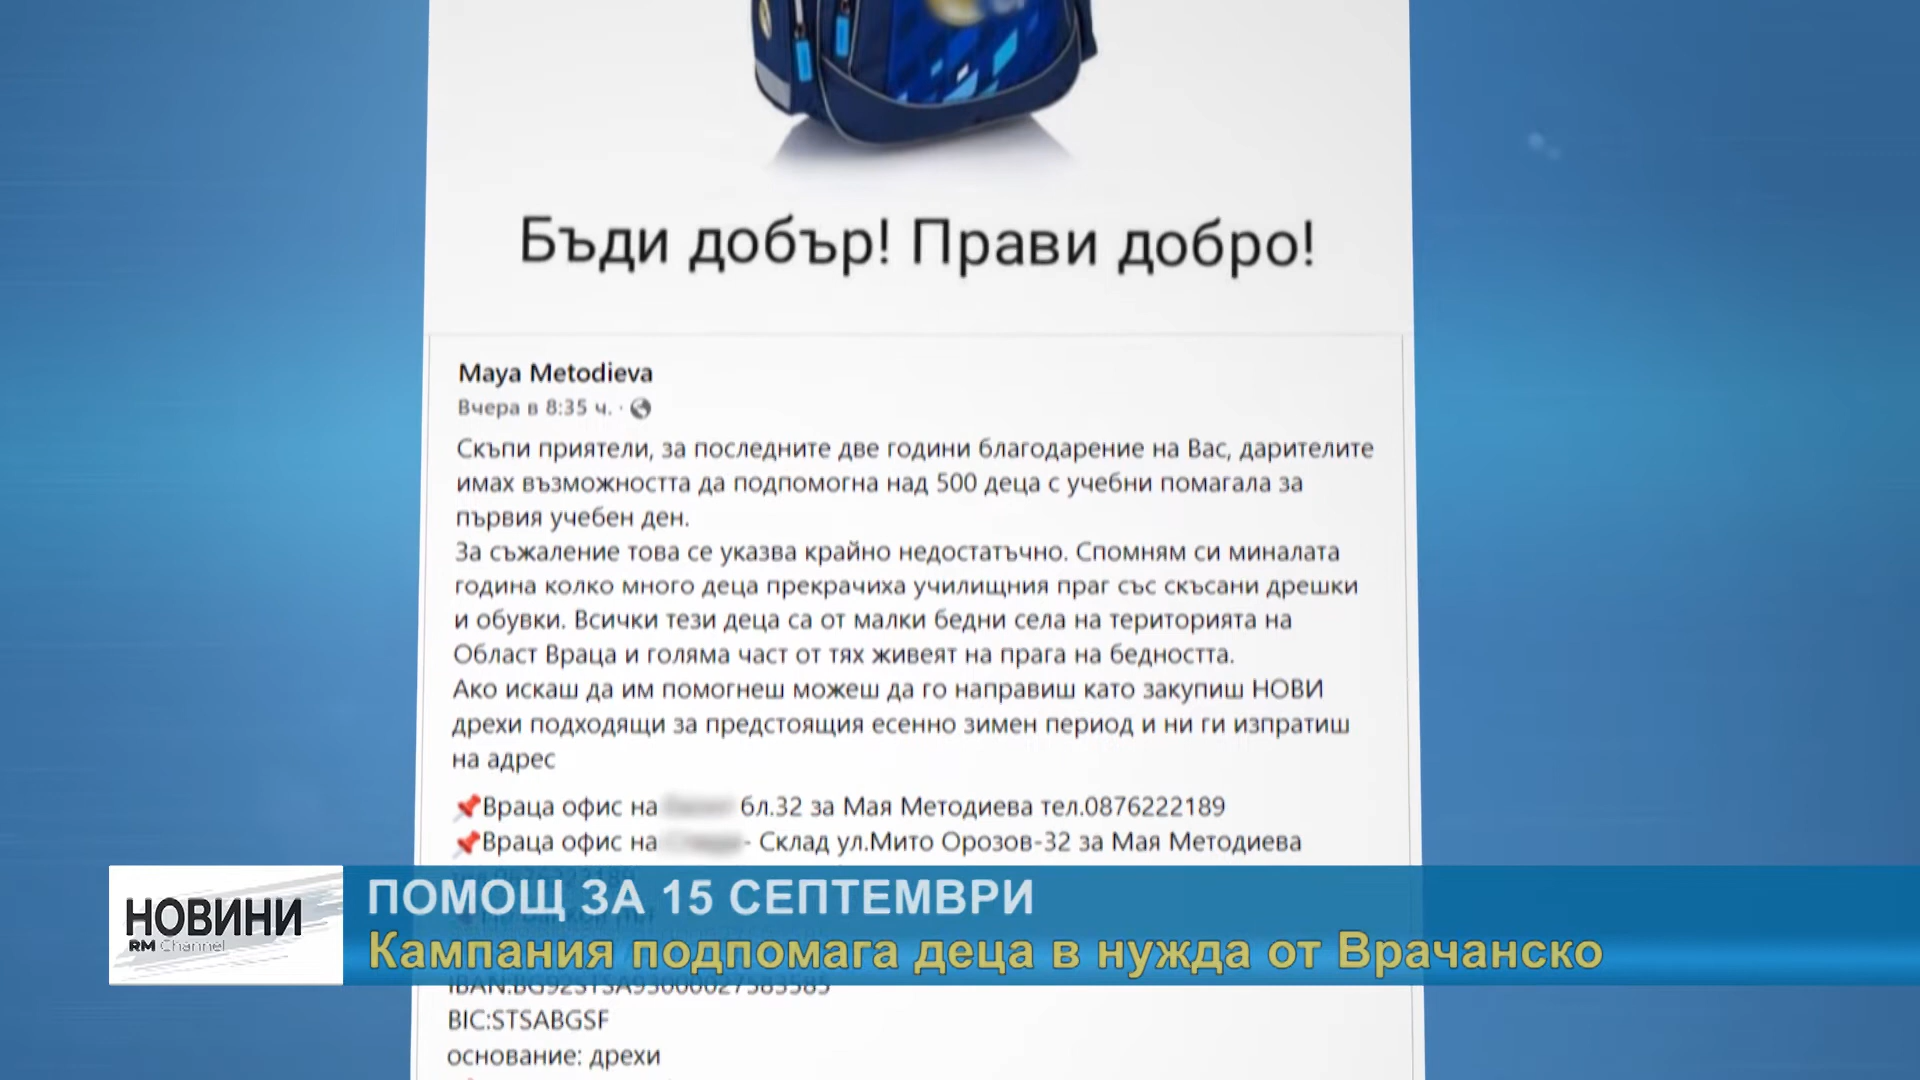 Бъди добър! Прави добро!
Maya Metodieva
Вчера в 8:35 ч. ·
Скъпи приятели, за последните две години благодарение на Вас, дарителите
имах възможността да подпомогна над 500 деца с учебни помагала за
първия учебен ден.
За съжаление това се указва крайно недостатъчно. Спомням си миналата
година колко много деца прекрачиха училищния праг със скъсани дрешки
и обувки. Всички тези деца са от малки бедни села на територията на
Област Враца и голяма част от тях живеят на прага на бедността.
Ако искаш да им помогнеш можеш да го направиш като закупиш НОВИ
дрехи подходящи за предстоящия есенно зимен период и ни ги изпратиш
на адрес
Враца офис на бл.32 за Мая Методиева тел.0876222189
Враца офис на - Склад ул.Мито Орозов-32 за Мая Методиева
НОВИНИ
RM Channel
ПОМОЩ ЗА 15 СЕПТЕМВРИ
Кампания подпомага деца в нужда от Врачанско
IBAN:BG92STSA93000027583585
BIC:STSABGSF
основание: дрехи